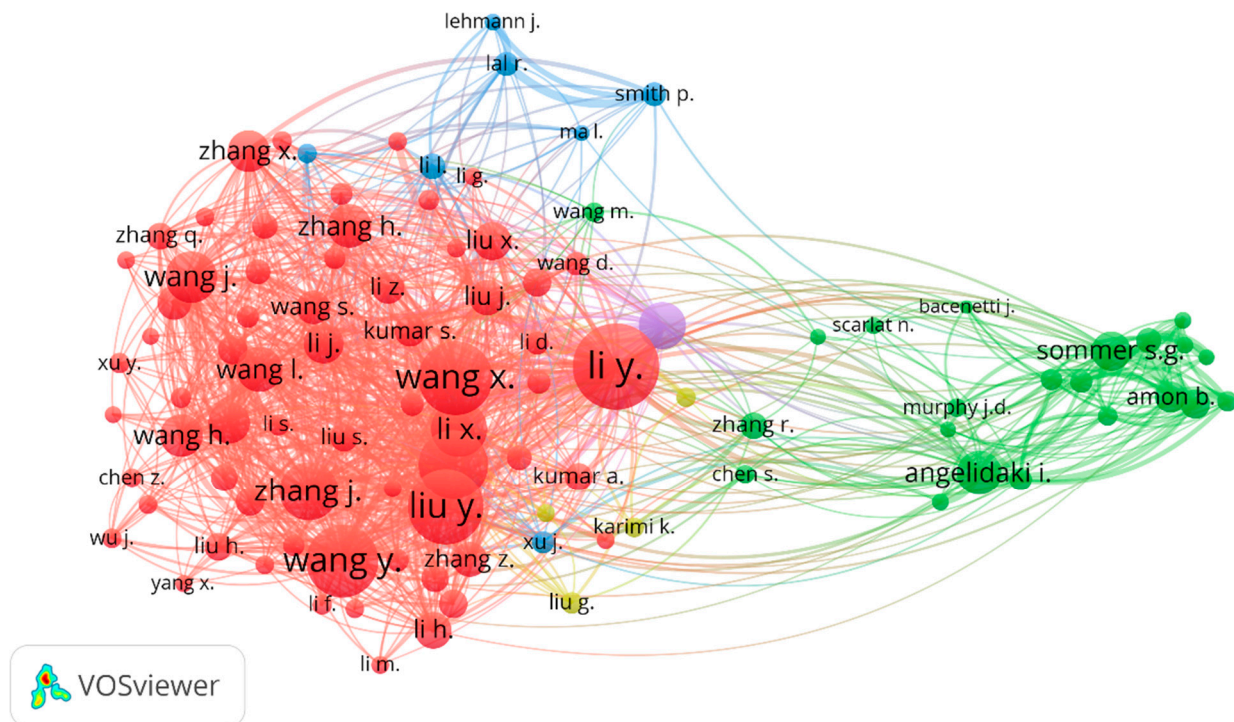 lehmann j.
lal r.
smith p.
ma l.
zhang x.
li l.
li g.
wang m.
zhang q.
zhang h.
liu x.
wang d.
wang j.
li z.
liu j.
bacenetti j.
wang s.
kumar s.
scarlat n.
li j.
li d.
sommer s.g.
xu y.
wang l.
wang x.
li y.
amon b.
murphy j.d.
li s.
liu s.
li x.
zhang r.
wang h.
chen z.
kumar a.
chen s.
angelidaki i.
zhang j.
liu y.
karimi k.
wu j.
liu h.
xu j.
wang y.
zhang z.
yang x.
li f.
liu g.
li h.
li m.
VOSviewer